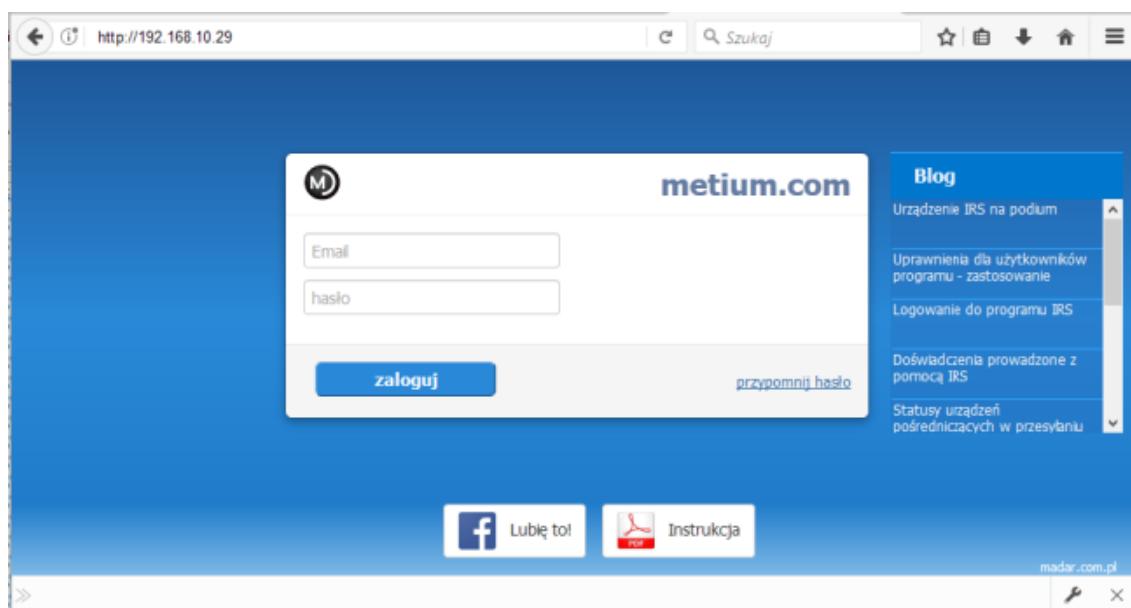 http://192.168.10.29
Szukaj
metium.com
Email
hasło
zaloguj
przypomnij hasło
Blog
Urządzenie IRS na podium
Uprawnienia dla użytkowników
programu - zastosowanie
Logowanie do programu IRS
Doświadczenia prowadzone z
pomocą IRS
Statusy urządzeń
pośredniczących w przesyłaniu
Lubię to!
PDF
Instrukcja
madar.com.pl